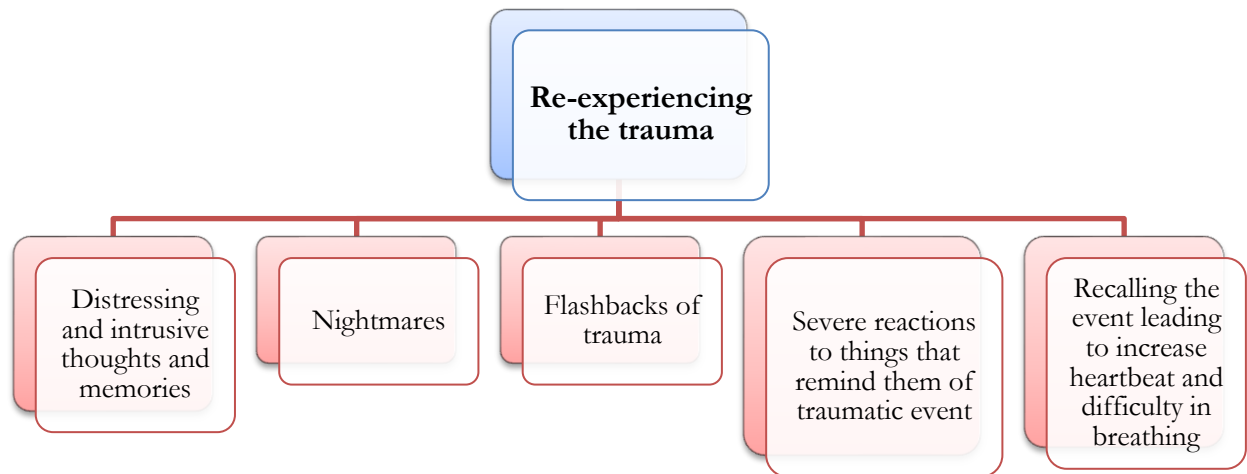 Re-experiencing
the trauma
Distressing
and intrusive
thoughts and
memories
Nightmares
Flashbacks of
trauma
Severe reactions
to things that
remind them of
traumatic event
Recalling the
event leading
to increase
heartbeat and
difficulty in
breathing